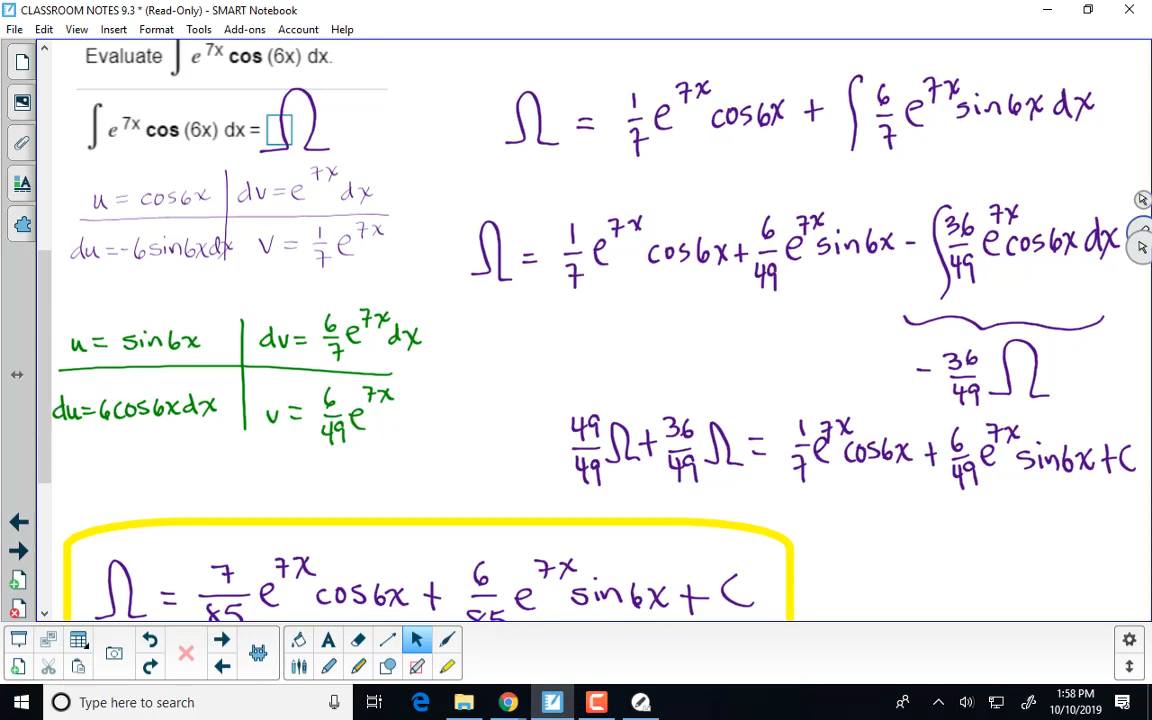 CLASSROOM NOTES 9.3 * (Read-Only) - SMART Notebook
File Edit View Insert Format Tools Add-ons Account Help
Evaluate ∫ e^7x cos (6x) dx.
∫ e^7x cos (6x) dx = Ω
u = cos6x | dv = e^7x dx
du = -6sin6xdx | v = 1/7 e^7x
u = sin6x | dv = 6/7 e^7x dx
du = 6cos6xdx | v = 6/49 e^7x
Ω = 1/7 e^7x cos6x + ∫ 6/7 e^7x sin6x dx
Ω = 1/7 e^7x cos6x + 6/49 e^7x sin6x - ∫ 36/49 e^7x cos6x dx
- 36/49 Ω
49/49 Ω + 36/49 Ω = 1/7 e^7x cos6x + 6/49 e^7x sin6x + C
Ω = 7/85 e^7x cos6x + 6/85 e^7x sin6x + C
Type here to search
1:58 PM
10/10/2019